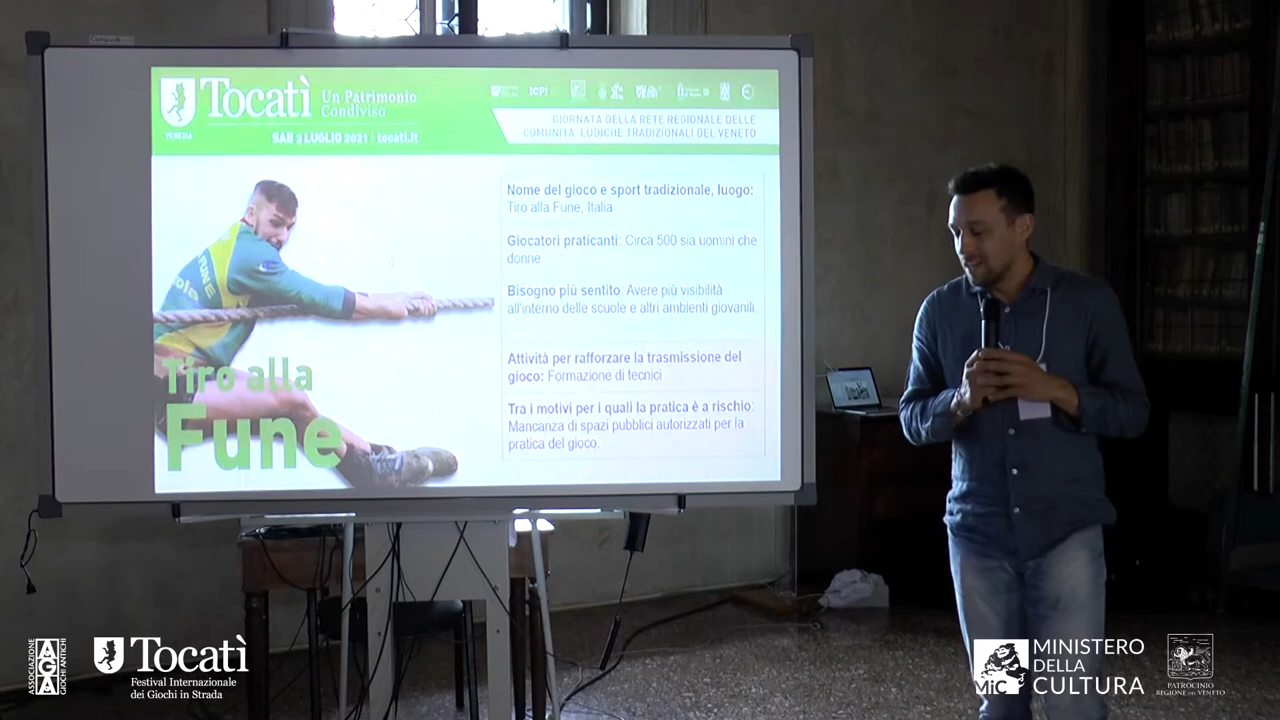 Tocatì
Un Patrimonio
Condiviso
VENEZIA
SAB 3 LUGLIO 2021 | tocati.it
ICPI
GIORNATA DELLA RETE REGIONALE DELLE
COMUNITA' LUDICHE TRADIZIONALI DEL VENETO
Nome del gioco e sport tradizionale, luogo:
Tiro alla Fune, Italia
Giocatori praticanti: Circa 500 sia uomini che
donne
Bisogno più sentito: Avere più visibilità
all'interno delle scuole e altri ambienti giovanili.
Attività per rafforzare la trasmissione del
gioco: Formazione di tecnici
Tra i motivi per i quali la pratica è a rischio:
Mancanza di spazi pubblici autorizzati per la
pratica del gioco.
Tiro alla
Fune
ASSOCIAZIONE
AGA
GIOCHI ANTICHI
Tocatì
Festival Internazionale
dei Giochi in Strada
MiC
MINISTERO
DELLA
CULTURA
PATROCINIO
REGIONE DEL VENETO